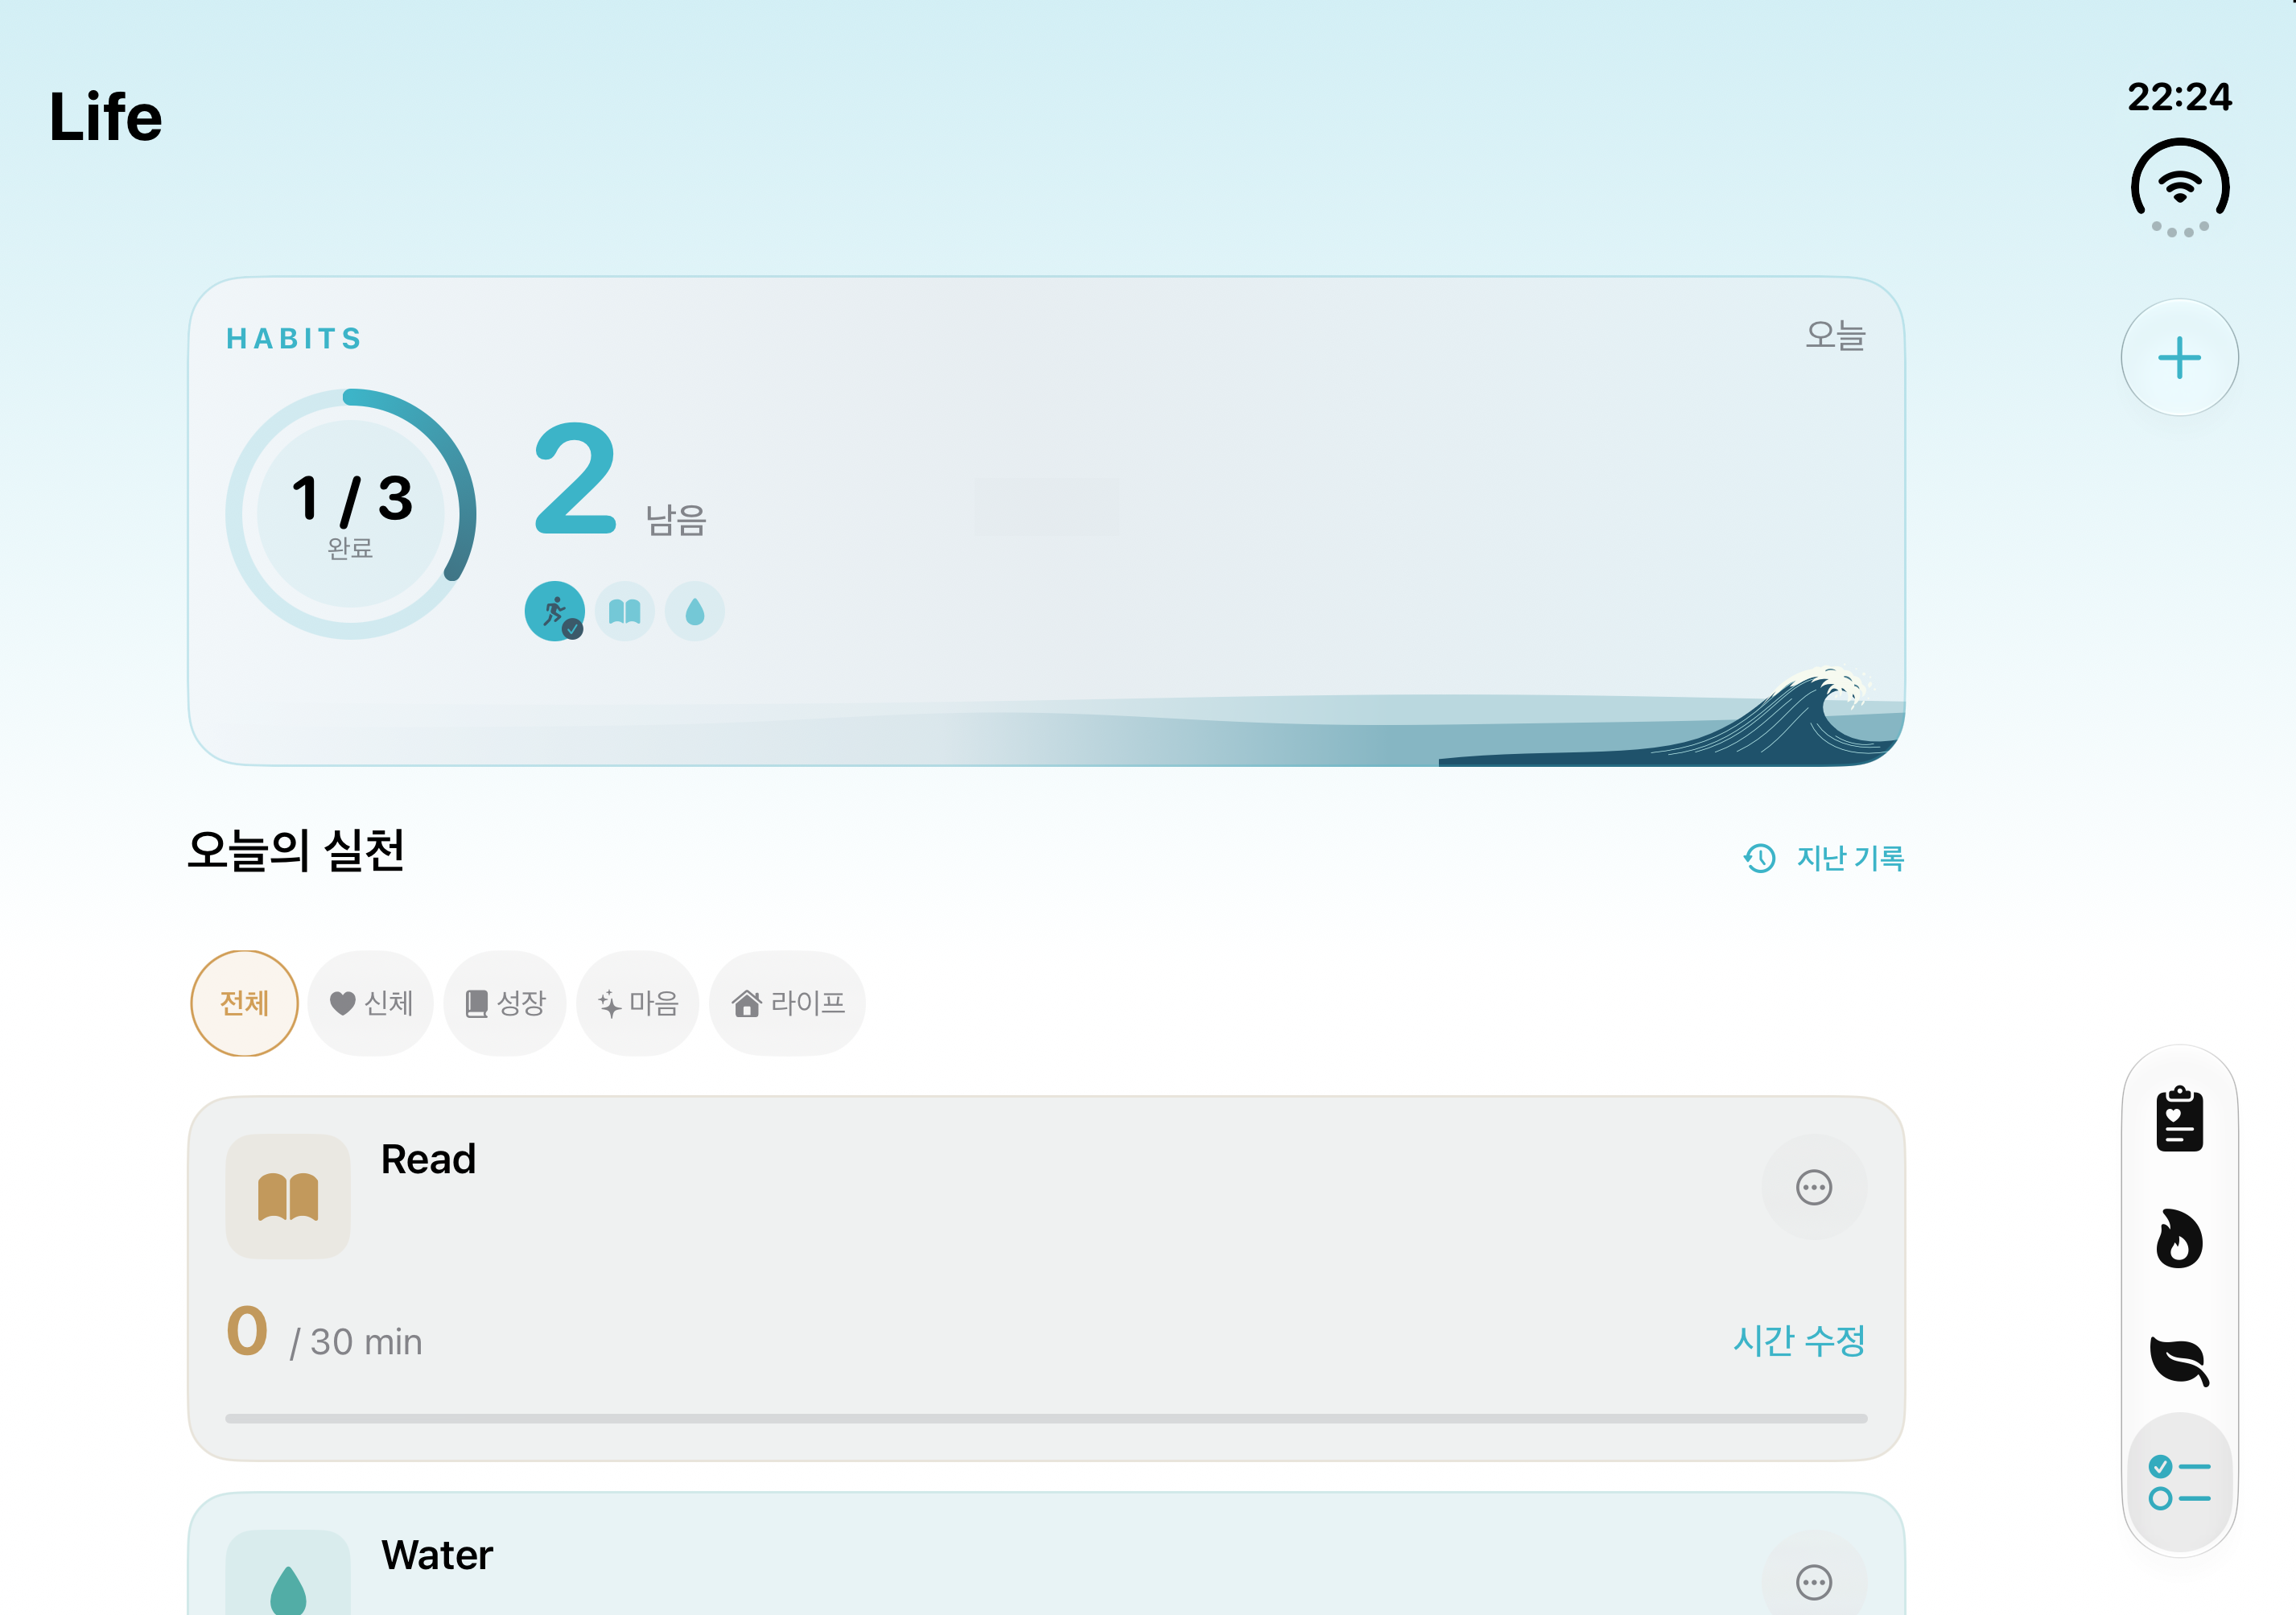 Life
22:24
HABITS
오늘
1 / 3
완료
2 남음
오늘의 실천
지난 기록
전체 신체 성장 마음 라이프
Read
0 / 30 min
시간 수정
Water